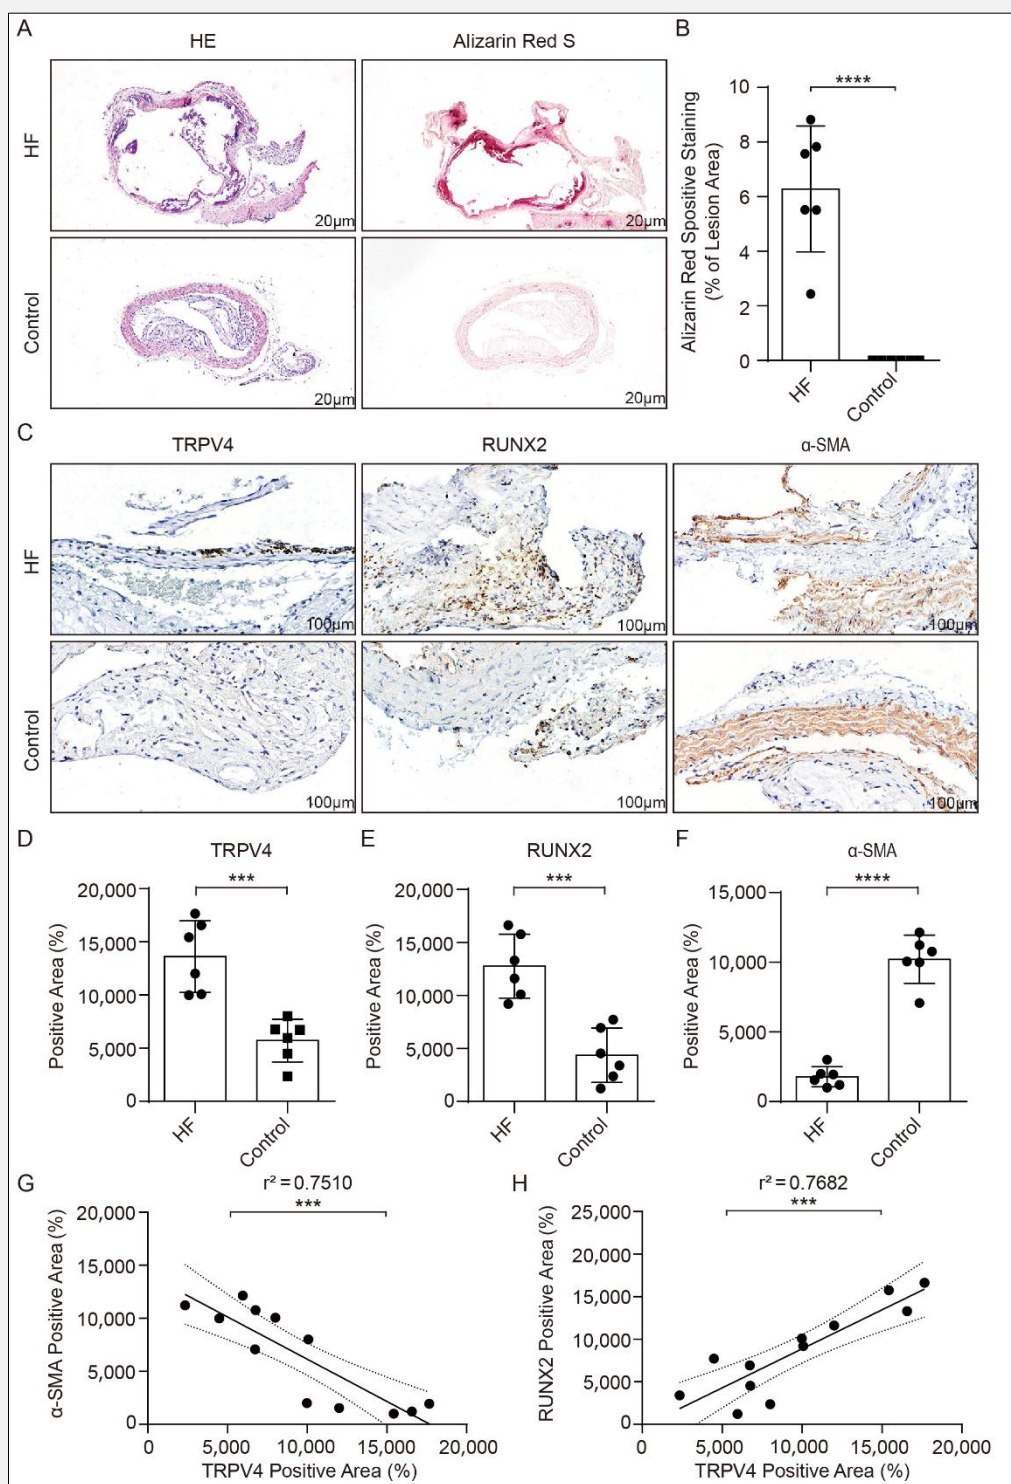 A
HE
Alizarin Red S
HF
20µm
20µm
Control
20µm
20µm
B
****
Alizarin Red Spositive Staining
(% of Lesion Area)
10
8
6
4
2
0
HF
Control
C
TRPV4
RUNX2
α-SMA
HF
100µm
100µm
100µm
Control
100µm
100µm
100µm
D
TRPV4
***
Positive Area (%)
20,000
15,000
10,000
5,000
0
HF
Control
E
RUNX2
***
Positive Area (%)
20,000
15,000
10,000
5,000
0
HF
Control
F
α-SMA
****
Positive Area (%)
15,000
10,000
5,000
0
HF
Control
G
r² = 0.7510
***
α-SMA Positive Area (%)
20,000
15,000
10,000
5,000
0
0 5,000 10,000 15,000 20,000
TRPV4 Positive Area (%)
H
r² = 0.7682
***
RUNX2 Positive Area (%)
25,000
20,000
15,000
10,000
5,000
0
0 5,000 10,000 15,000 20,000
TRPV4 Positive Area (%)